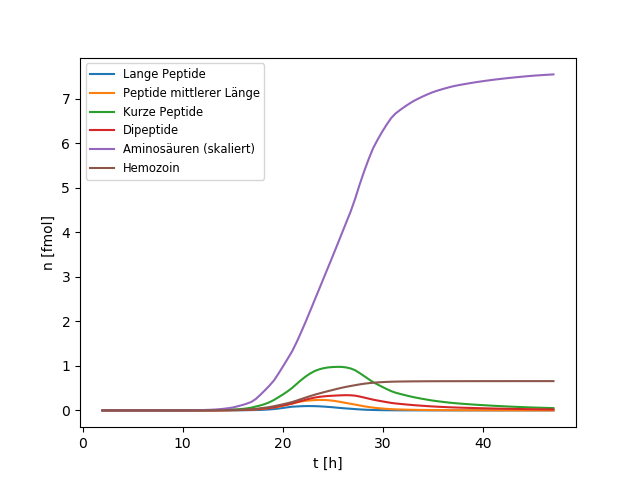 Lange Peptide
Peptide mittlerer Länge
Kurze Peptide
Dipeptide
Aminosäuren (skaliert)
Hemozoin
n [fmol]
7
6
5
4
3
2
1
0
0 10 20 30 40
t [h]